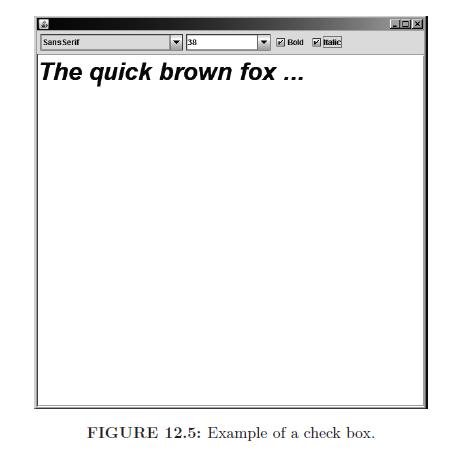 SansSerif 38 Bold Italic
The quick brown fox ...
FIGURE 12.5: Example of a check box.